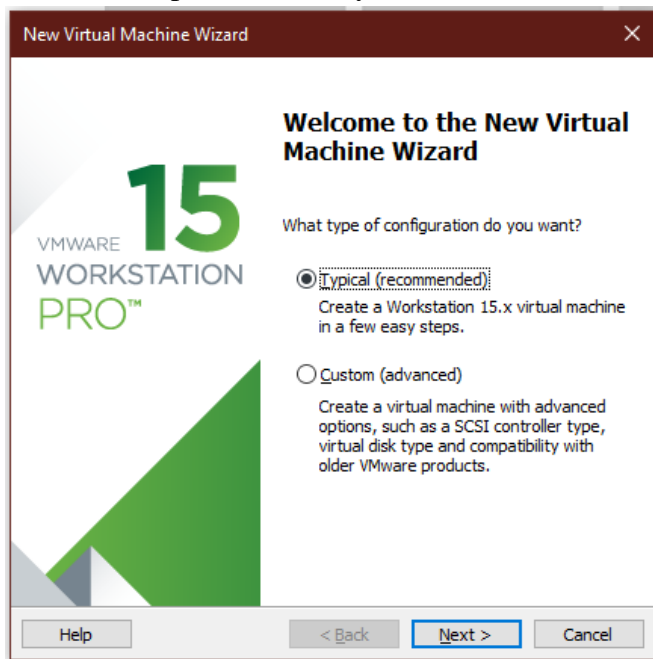 New Virtual Machine Wizard
Welcome to the New Virtual
Machine Wizard
15
VMWARE
WORKSTATION
PRO™
What type of configuration do you want?
Typical (recommended)
Create a Workstation 15.x virtual machine
in a few easy steps.
Custom (advanced)
Create a virtual machine with advanced
options, such as a SCSI controller type,
virtual disk type and compatibility with
older VMware products.
Help
< Back
Next >
Cancel